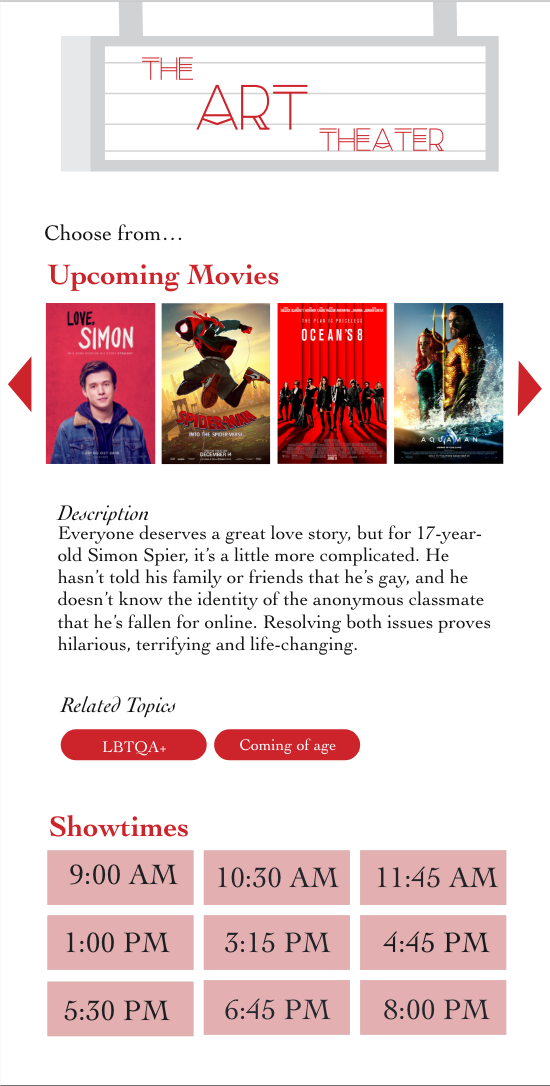 THE
ART
THEATER
Choose from…
Upcoming Movies
LOVE,
SIMON
SPIDER-MAN
INTO THE SPIDER-VERSE
DECEMBER 14
THE PLAN IS PRICELESS
OCEAN'S 8
AQUAMAN
Description
Everyone deserves a great love story, but for 17-year-
old Simon Spier, it's a little more complicated. He
hasn't told his family or friends that he's gay, and he
doesn't know the identity of the anonymous classmate
that he's fallen for online. Resolving both issues proves
hilarious, terrifying and life-changing.
Related Topics
LBTQA+ Coming of age
Showtimes
9:00 AM 10:30 AM 11:45 AM
1:00 PM 3:15 PM 4:45 PM
5:30 PM 6:45 PM 8:00 PM